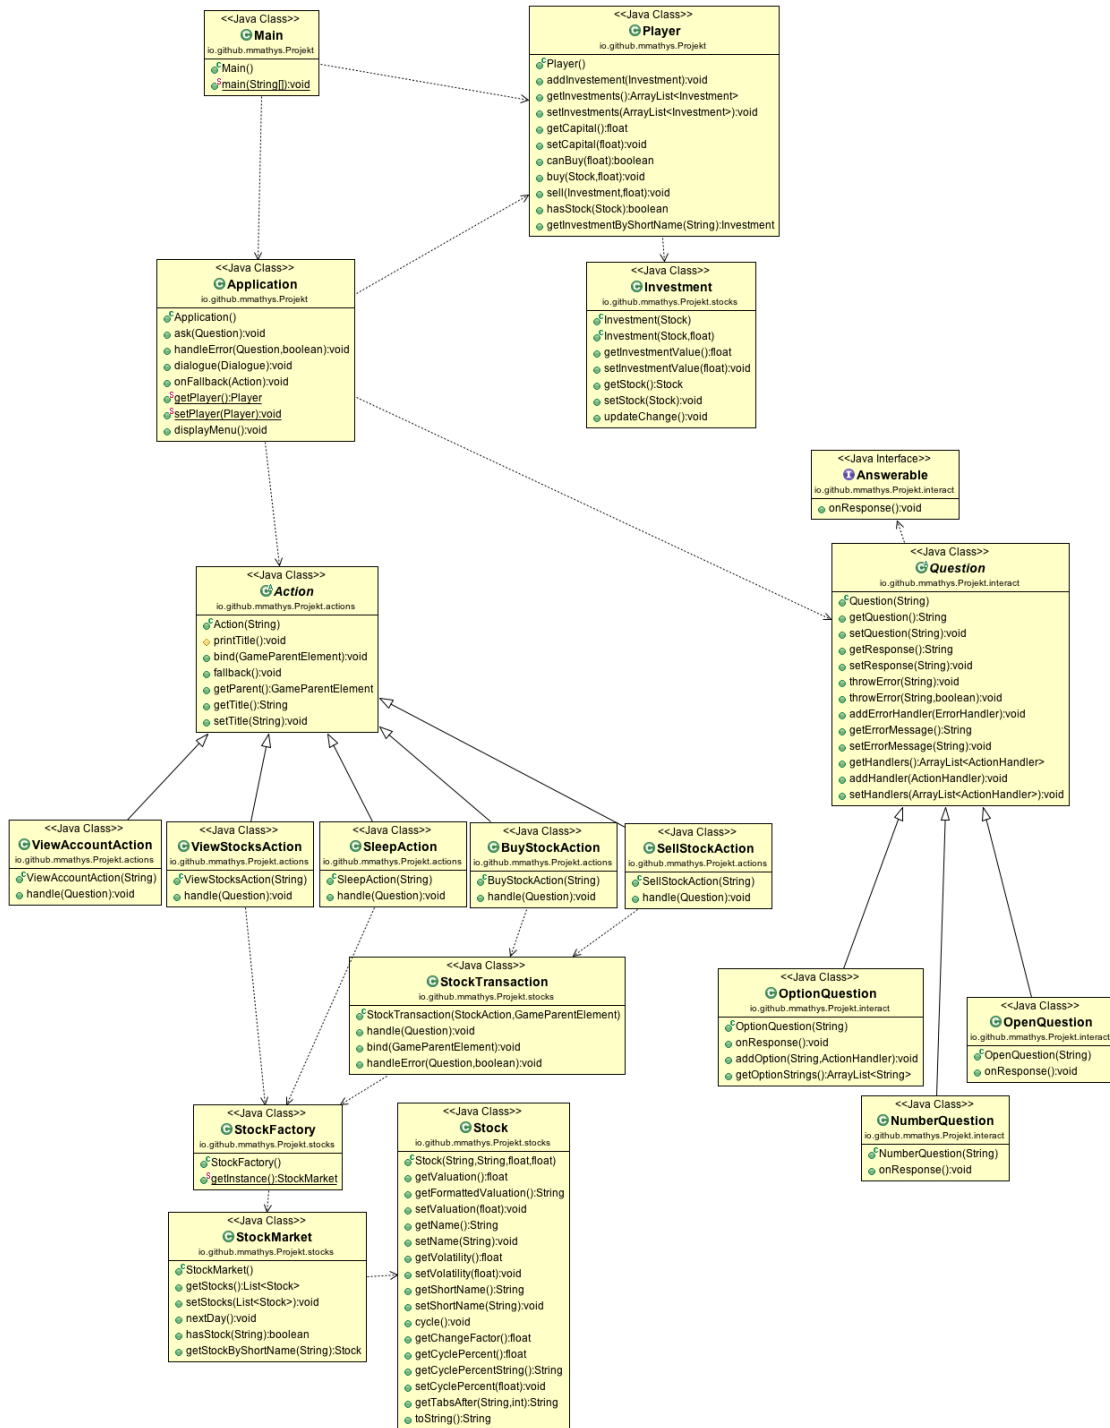 <<Java Class>>
Main
io.github.mmathys.Projekt
Main()
main(String[]):void
<<Java Class>>
Player
io.github.mmathys.Projekt
Player()
addInvestement(Investment):void
getInvestments():ArrayList<Investment>
setInvestments(ArrayList<Investment>):void
getCapital():float
setCapital(float):void
canBuy(float):boolean
buy(Stock,float):void
sell(Investment,float):void
hasStock(Stock):boolean
getInvestmentByShortName(String):Investment
<<Java Class>>
Application
io.github.mmathys.Projekt
Application()
ask(Question):void
handleError(Question,boolean):void
dialogue(Dialogue):void
onFallback(Action):void
getPlayer():Player
setPlayer(Player):void
displayMenu():void
<<Java Class>>
Investment
io.github.mmathys.Projekt.stocks
Investment(Stock)
Investment(Stock,float)
getInvestmentValue():float
setInvestmentValue(float):void
getStock():Stock
setStock(Stock):void
updateChange():void
<<Java Interface>>
Answerable
io.github.mmathys.Projekt.interact
onResponse():void
<<Java Class>>
Action
io.github.mmathys.Projekt.actions
Action(String)
printTitle():void
bind(GameParentElement):void
fallback():void
getParent():GameParentElement
getTitle():String
setTitle(String):void
<<Java Class>>
Question
io.github.mmathys.Projekt.interact
Question(String)
getQuestion():String
setQuestion(String):void
getResponse():String
setResponse(String):void
throwError(String):void
throwError(String,boolean):void
addErrorHandler(ErrorHandler):void
getErrorMessage():String
setErrorMessage(String):void
getHandlers():ArrayList<ActionHandler>
addHandler(ActionHandler):void
setHandlers(ArrayList<ActionHandler>):void
<<Java Class>>
ViewAccountAction
io.github.mmathys.Projekt.actions
ViewAccountAction(String)
handle(Question):void
<<Java Class>>
ViewStocksAction
io.github.mmathys.Projekt.actions
ViewStocksAction(String)
handle(Question):void
<<Java Class>>
SleepAction
io.github.mmathys.Projekt.actions
SleepAction(String)
handle(Question):void
<<Java Class>>
BuyStockAction
io.github.mmathys.Projekt.actions
BuyStockAction(String)
handle(Question):void
<<Java Class>>
SellStockAction
io.github.mmathys.Projekt.actions
SellStockAction(String)
handle(Question):void
<<Java Class>>
StockTransaction
io.github.mmathys.Projekt.stocks
StockTransaction(StockAction,GameParentElement)
handle(Question):void
bind(GameParentElement):void
handleError(Question,boolean):void
<<Java Class>>
OptionQuestion
io.github.mmathys.Projekt.interact
OptionQuestion(String)
onResponse():void
addOption(String,ActionHandler):void
getOptionStrings():ArrayList<String>
<<Java Class>>
OpenQuestion
io.github.mmathys.Projekt.interact
OpenQuestion(String)
onResponse():void
<<Java Class>>
NumberQuestion
io.github.mmathys.Projekt.interact
NumberQuestion(String)
onResponse():void
<<Java Class>>
StockFactory
io.github.mmathys.Projekt.stocks
StockFactory()
getInstance():StockMarket
<<Java Class>>
Stock
io.github.mmathys.Projekt.stocks
Stock(String,String,float,float)
getValuation():float
getFormattedValuation():String
setValuation(float):void
getName():String
setName(String):void
getVolatility():float
setVolatility(float):void
getShortName():String
setShortName(String):void
cycle():void
getChangeFactor():float
getCyclePercent():float
getCyclePercentString():String
setCyclePercent(float):void
getTabsAfter(String,int):String
toString():String
<<Java Class>>
StockMarket
io.github.mmathys.Projekt.stocks
StockMarket()
getStocks():List<Stock>
setStocks(List<Stock>):void
nextDay():void
hasStock(String):boolean
getStockByShortName(String):Stock